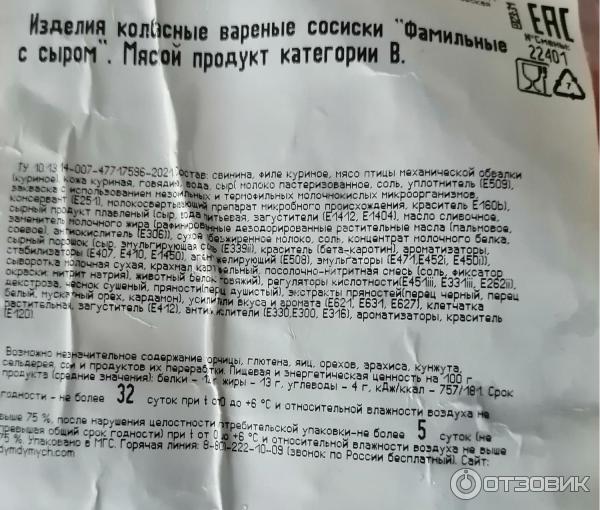 Изделия колбасные вареные сосиски "Фамильные
с сыром". Мясой продукт категории В.
EAC
№ Смены:
22401
7
ТУ 10.13.14-007-47717596-2021 Состав: свинина, филе куриное, мясо птицы механической обвалки
(куриное), кожа куриная, говядина, вода, сыр( молоко пастеризованное, соль, уплотнитель (Е509),
закваска с использованием мезофильных и термофильных молочнокислых микроорганизмов,
консервант (Е251), молокосвертывающий препарат микробного происхождения, краситель Е160b),
сырный продукт плавленый (сыр, вода питьевая, загустители (Е1412, Е1404), масло сливочное,
заменитель молочного жира (рафинированные дезодорированные растительные масла (пальмовое,
соевое), антиокислитель (Е306)), сухое обезжиренное молоко, соль, концентрат молочного белка,
сырный порошок (сыр, эмульгирующая соль (Е339ii), краситель (бета-каротин), ароматизаторы,
стабилизаторы (Е407, Е410, Е1450), агент желирующий (Е508), эмульгаторы (Е471,Е452i, Е450i)),
сыворотка молочная сухая, крахмал картофельный, посолочно-нитритная смесь (соль, фиксатор
окраски: нитрит натрия), животный белок (говяжий), регуляторы кислотности(Е451iii, Е331iii, Е262ii),
декстроза, чеснок сушеный, пряности(перец душистый), экстракты пряностей(перец черный, перец
белый, мускатный орех, кардамон), усилители вкуса и аромата (Е621, Е631, Е627), клетчатка
растительная, загуститель (Е412), антиокислители (Е330,Е300, Е316), ароматизаторы, краситель
(Е120).
Возможно незначительное содержание горчицы, глютена, яиц, орехов, арахиса, кунжута,
сельдерея, сои и продуктов их переработки. Пищевая и энергетическая ценность на 100 г
продукта (средние значения): белки - жиры - 13 г, углеводы - 4 г, кДж/ккал - 757/181. Срок
годности - не более 32 суток при t от 0 до +6 °С и относительной влажности воздуха не
выше 75 %, после нарушения целостности потребительской упаковки-не более 5 суток (не
превышая общий срок годности) при t от 0 до +6 °С и относительной влажности воздуха не выше
75 %. Упаковано в МГС. Горячая линия: 8-800-222-10-09 (звонок по России бесплатный). Сайт:
dymdymych.com
ОТЗОВИК